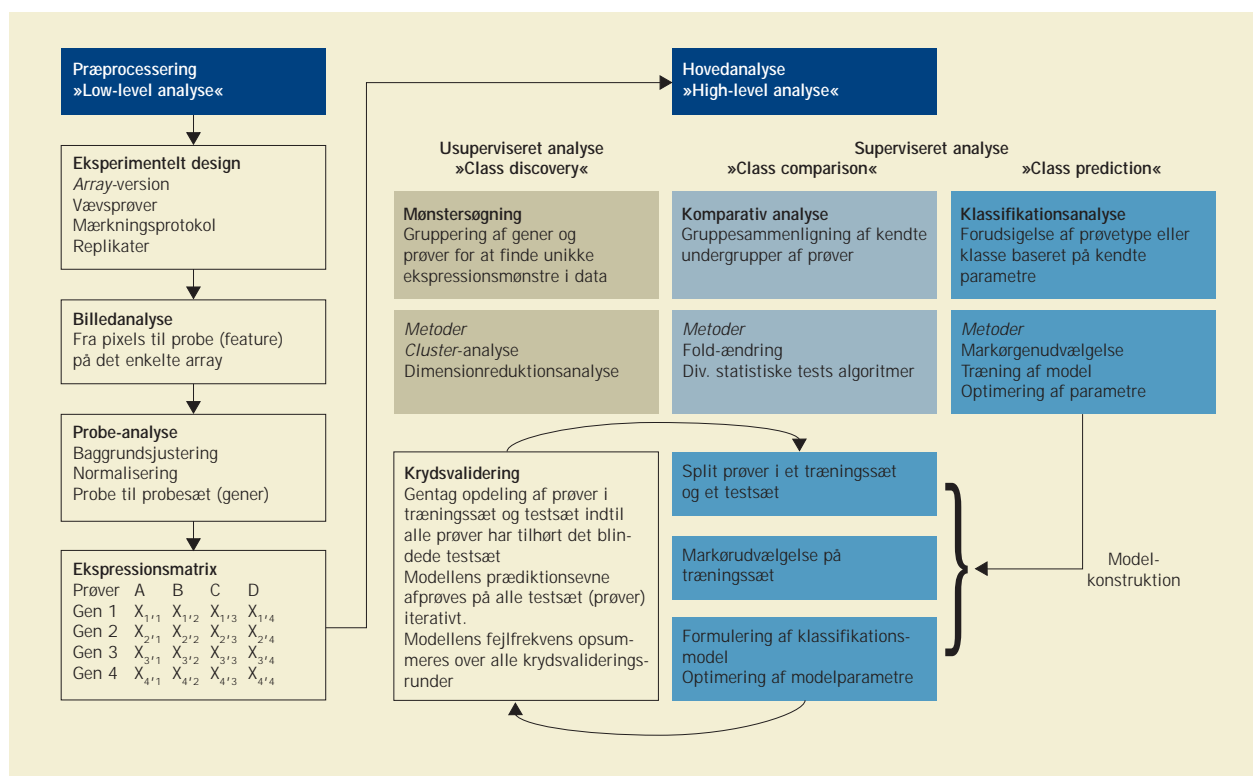 Præprocessering
»Low-level analyse«
Eksperimentelt design
Array-version
Vævsprøver
Mærkningsprotokol
Replikater
Billedanalyse
Fra pixels til probe (feature)
på det enkelte array
Probe-analyse
Baggrundsjustering
Normalisering
Probe til probesæt (gener)
Ekspressionsmatrix
Prøver A B C D
Gen 1 X1,1 X1,2 X1,3 X1,4
Gen 2 X2,1 X2,2 X2,3 X2,4
Gen 3 X3,1 X3,2 X3,3 X3,4
Gen 4 X4,1 X4,2 X4,3 X4,4
Hovedanalyse
»High-level analyse«
Usuperviseret analyse
»Class discovery«
Superviseret analyse
»Class comparison«
»Class prediction«
Mønstersøgning
Gruppering af gener og
prøver for at finde unikke
ekspressionsmønstre i data
Komparativ analyse
Gruppesammenligning af kendte
undergrupper af prøver
Klassifikationsanalyse
Forudsigelse af prøvetype eller
klasse baseret på kendte
parametre
Metoder
Cluster-analyse
Dimensionreduktionsanalyse
Metoder
Fold-ændring
Div. statistiske tests algoritmer
Metoder
Markørgenudvælgelse
Træning af model
Optimering af parametre
Krydsvalidering
Gentag opdeling af prøver i
træningssæt og testsæt indtil
alle prøver har tilhørt det blin-
dede testsæt
Modellens prædiktionsevne
afprøves på alle testsæt (prøver)
iterativt.
Modellens fejlfrekvens opsum-
meres over alle krydsvaliderings-
runder
Split prøver i et træningssæt
og et testsæt
Markørudvælgelse på
træningssæt
Formulering af klassifikations-
model
Optimering af modelparametre
Model-
konstruktion